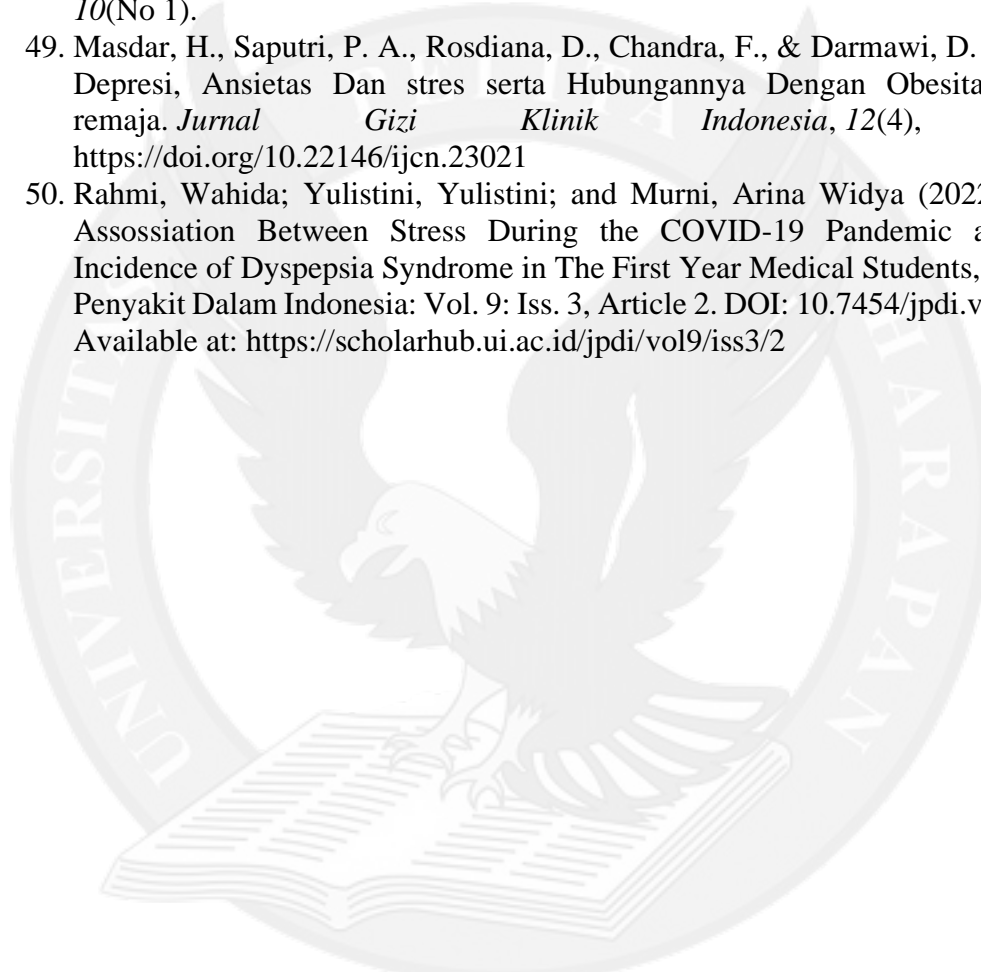 10(No 1).
49. Masdar, H., Saputri, P. A., Rosdiana, D., Chandra, F., & Darmawi, D.
Depresi, Ansietas Dan stres serta Hubungannya Dengan Obesita
remaja. Jurnal Gizi Klinik Indonesia, 12(4),
https://doi.org/10.22146/ijcn.23021
50. Rahmi, Wahida; Yulistini, Yulistini; and Murni, Arina Widya (2022
Assossiation Between Stress During the COVID-19 Pandemic a
Incidence of Dyspepsia Syndrome in The First Year Medical Students,
Penyakit Dalam Indonesia: Vol. 9: Iss. 3, Article 2. DOI: 10.7454/jpdi.v
Available at: https://scholarhub.ui.ac.id/jpdi/vol9/iss3/2
UNIVERSITAS PELITA HARAPAN